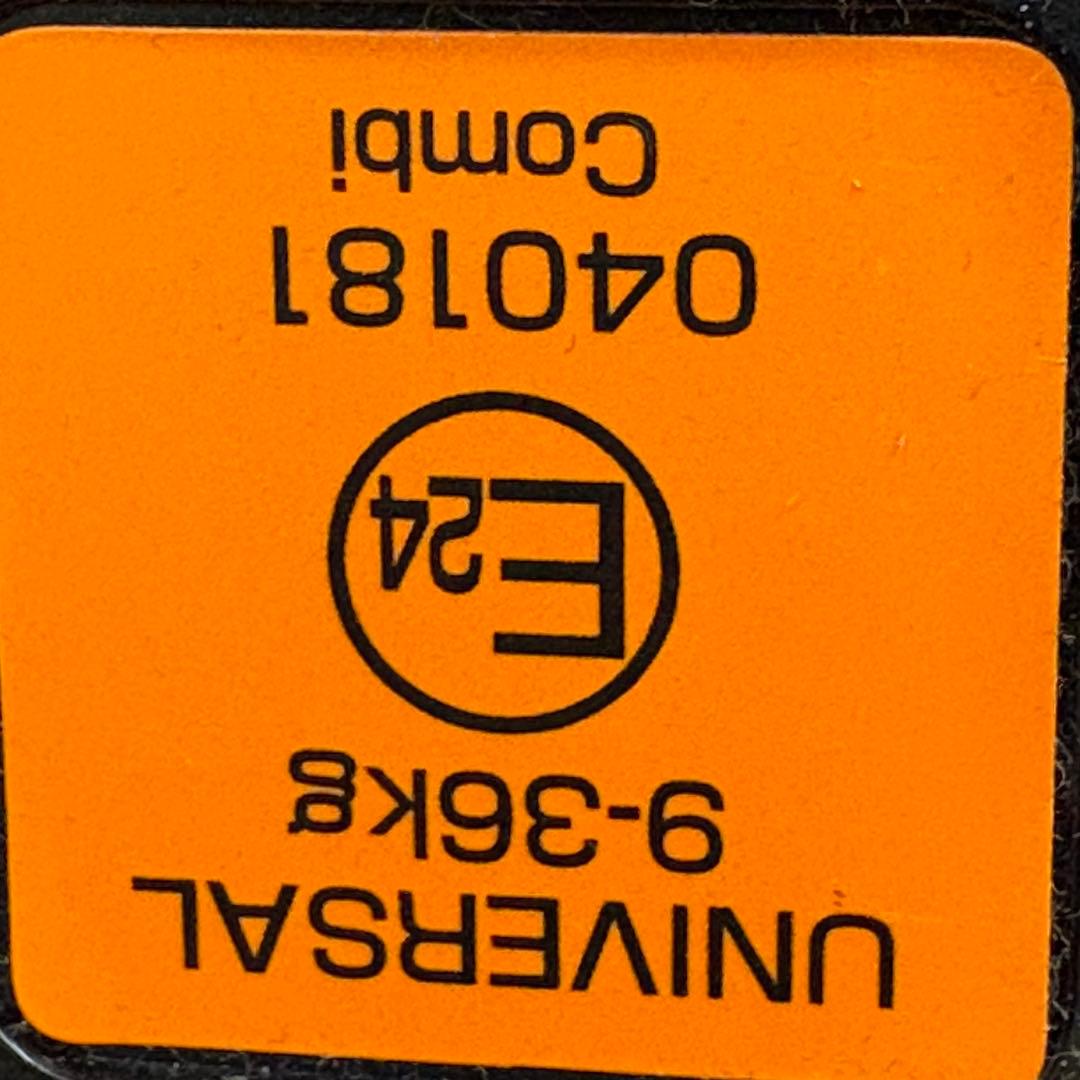 UNIVERSAL
9-36kg
E24
040181
Combi